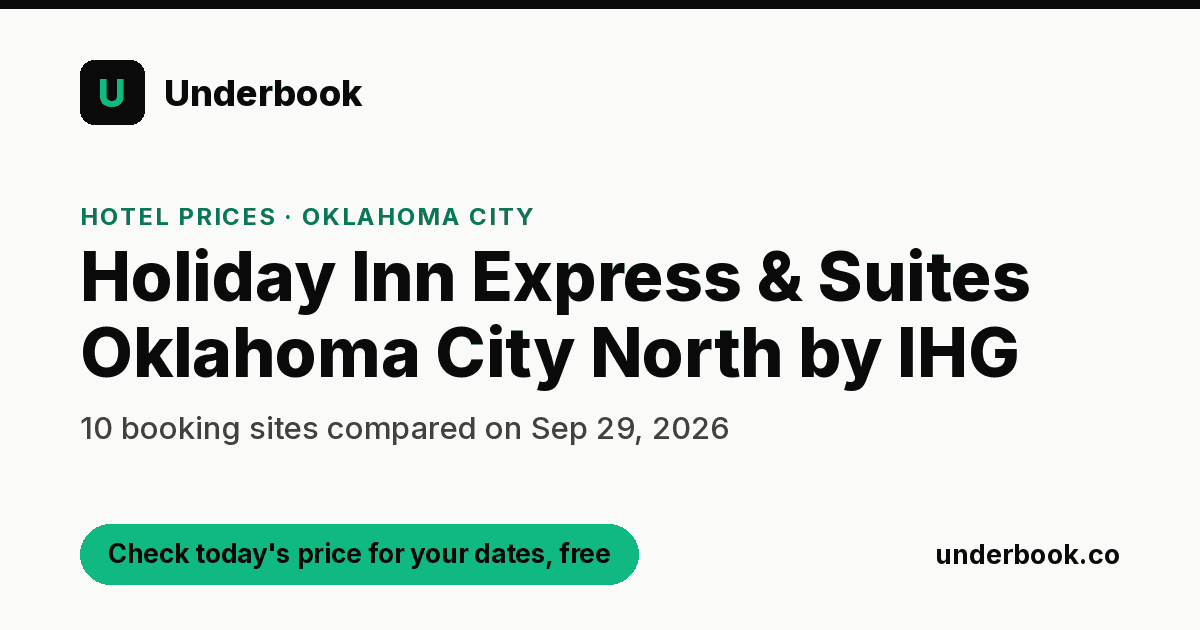 U Underbook
HOTEL PRICES · OKLAHOMA CITY
Holiday Inn Express & Suites
Oklahoma City North by IHG
10 booking sites compared on Sep 29, 2026
Check today's price for your dates, free
underbook.co